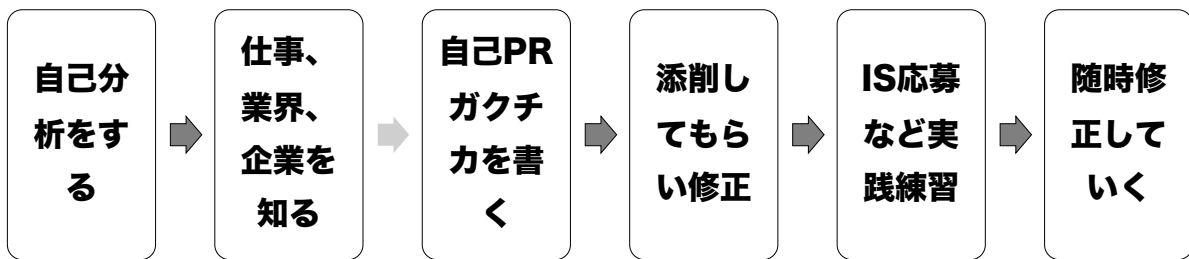 自己分
析をす
る
仕事、
業界、
企業を
知る
自己PR
ガクチ
カを書
く
添削し
てもら
い修正
IS応募
など実
践練習
随時修
正して
いく